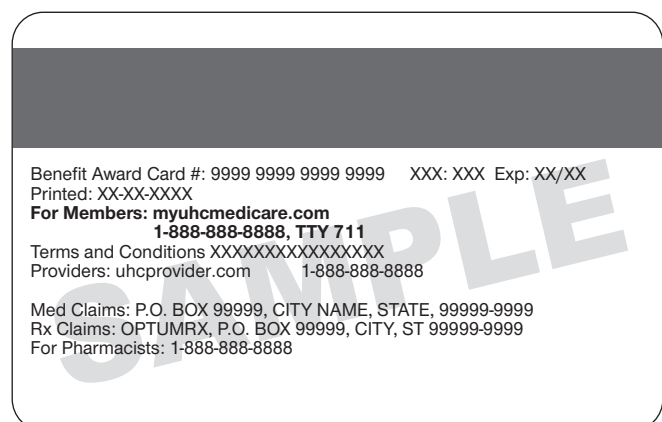 Benefit Award Card #: 9999 9999 9999 9999 XXX: XXX Exp: XX/XX
Printed: XX-XX-XXXX
For Members: myuhcmedicare.com
1-888-888-8888, TTY 711
Terms and Conditions XXXXXXXXXXXXXXXX
Providers: uhcprovider.com 1-888-888-8888
Med Claims: P.O. BOX 99999, CITY NAME, STATE, 99999-9999
Rx Claims: OPTUMRX, P.O. BOX 99999, CITY, ST 99999-9999
For Pharmacists: 1-888-888-8888
SAMPLE